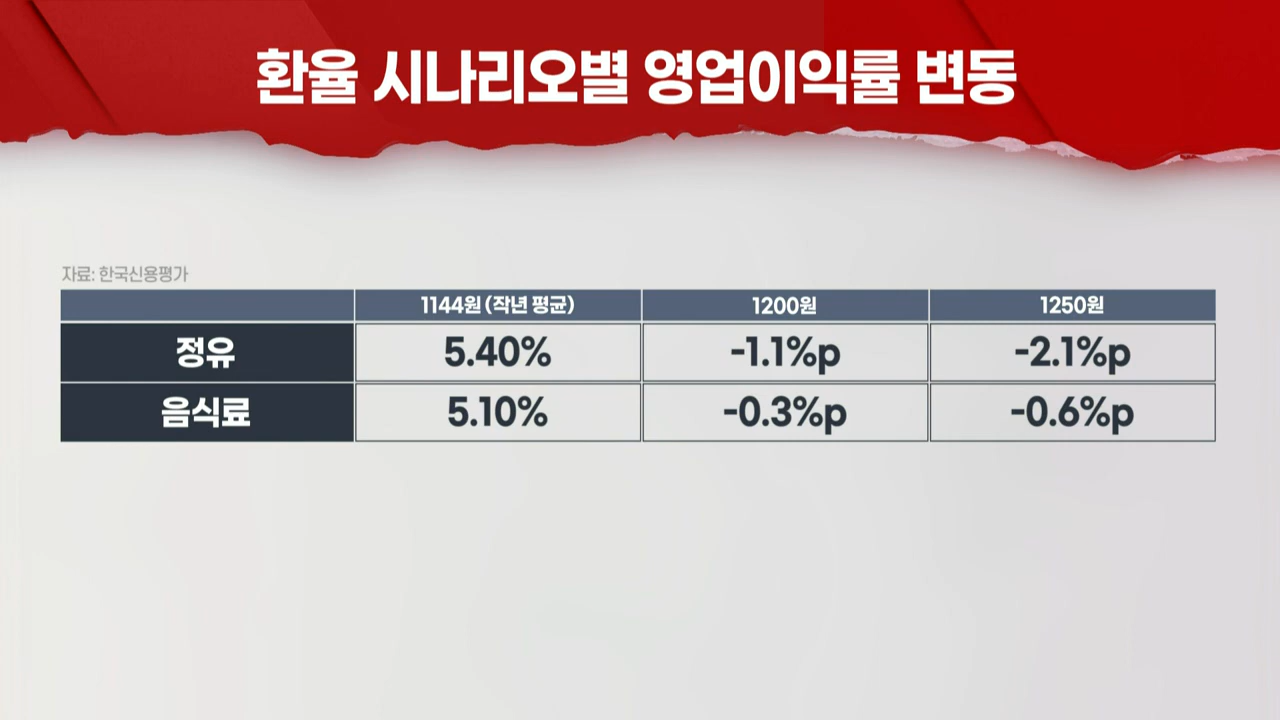 환율 시나리오별 영업이익률 변동
자료: 한국신용평가
1144원 (작년 평균) 1200원 1250원
정유 5.40% -1.1%p -2.1%p
음식료 5.10% -0.3%p -0.6%p